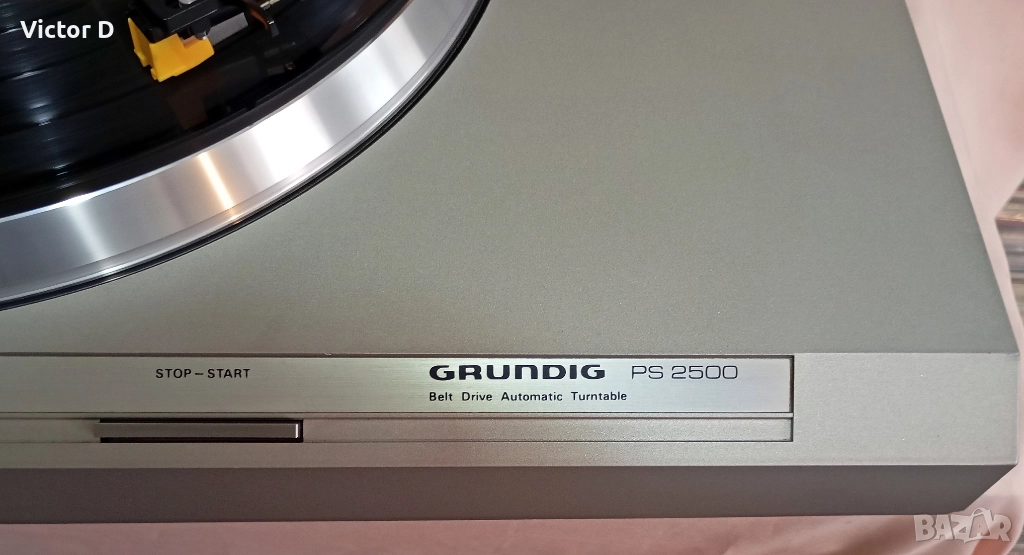 Victor D
STOP–START
GRUNDIG PS 2500
Belt Drive Automatic Turntable
BAZAR